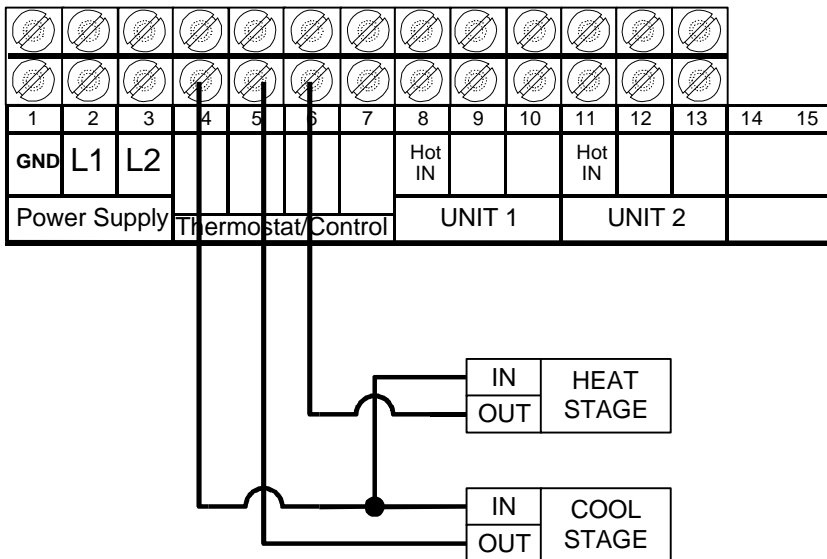 1 2 3 4 5 6 7 8 9 10 11 12 13 14 15
GND L1 L2 Hot IN Hot IN
Power Supply Thermostat/Control UNIT 1 UNIT 2
IN HEAT
OUT STAGE
IN COOL
OUT STAGE